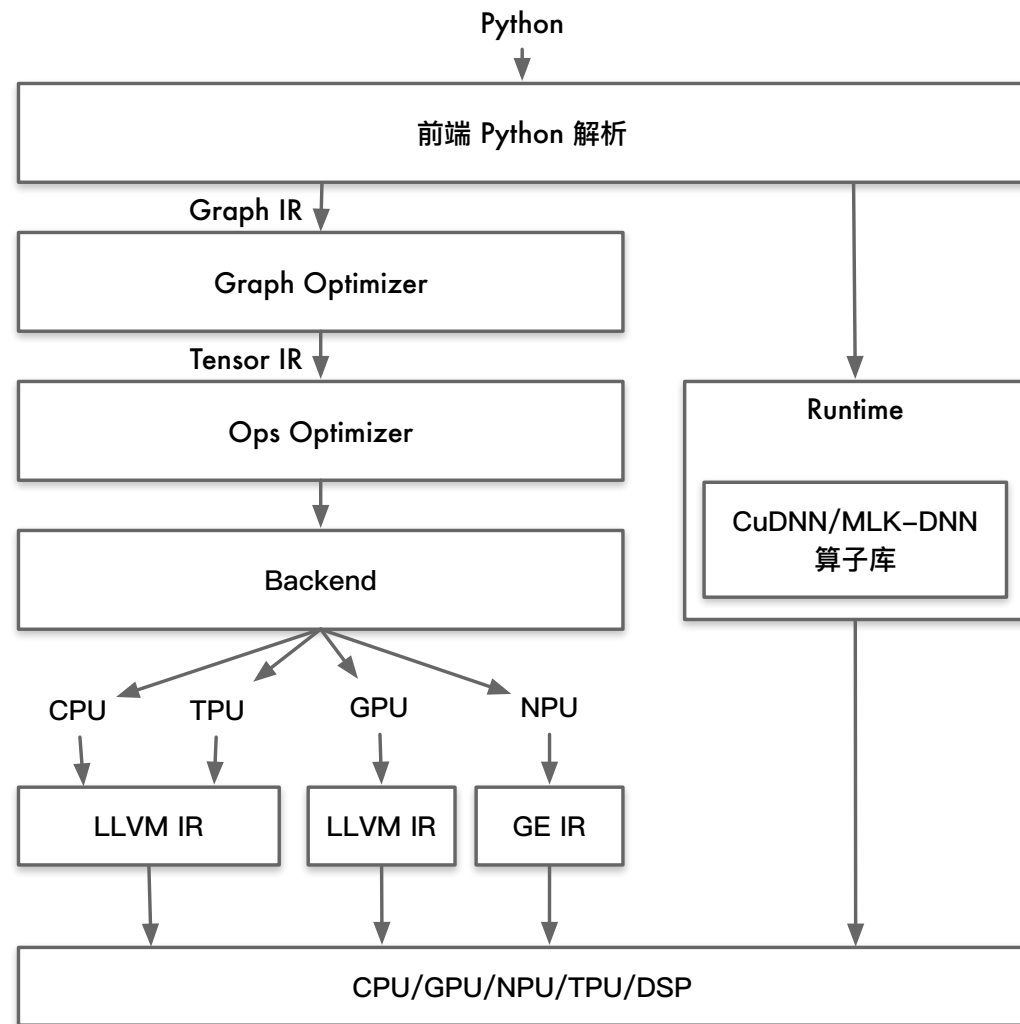 Python
前端 Python 解析
Graph IR
Graph Optimizer
Tensor IR
Ops Optimizer
Runtime
CuDNN/MLK-DNN
算子库
Backend
CPU
TPU
GPU
NPU
LLVM IR
LLVM IR
GE IR
CPU/GPU/NPU/TPU/DSP